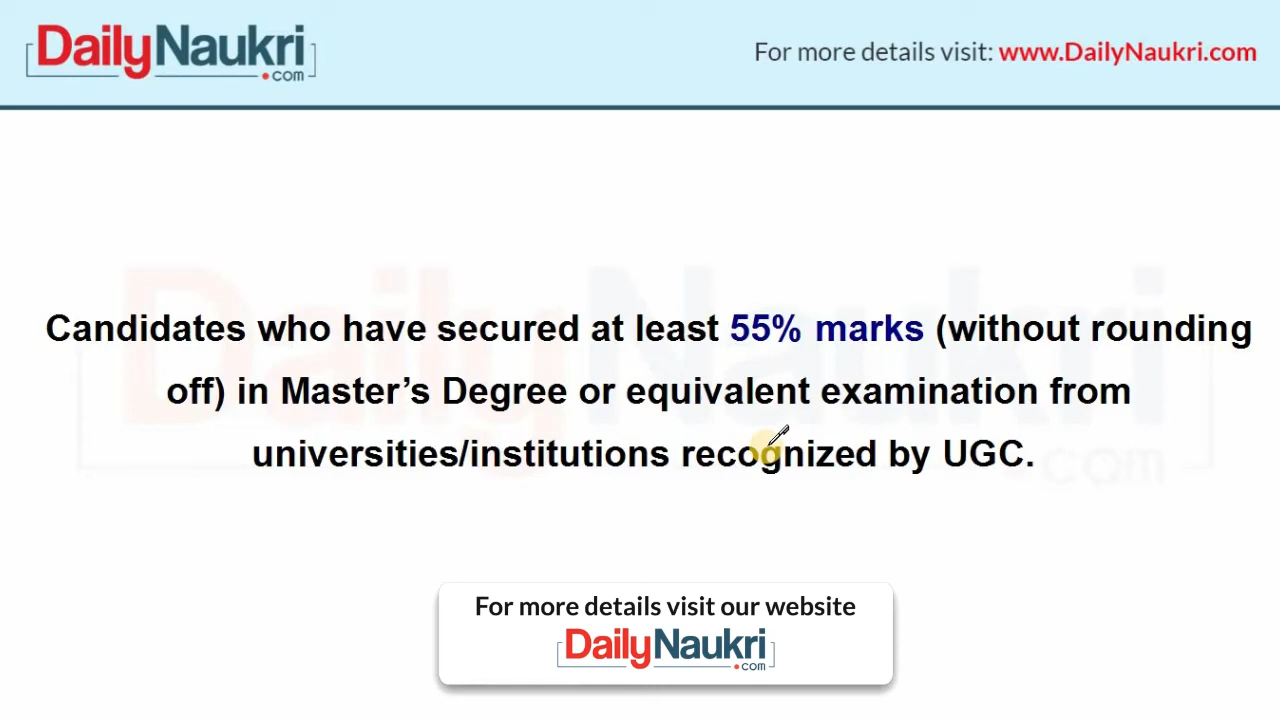 DailyNaukri
.com
For more details visit: www.DailyNaukri.com
Candidates who have secured at least 55% marks (without rounding
off) in Master’s Degree or equivalent examination from
universities/institutions recognized by UGC.
DailyNaukri
.com
For more details visit our website
DailyNaukri
.com